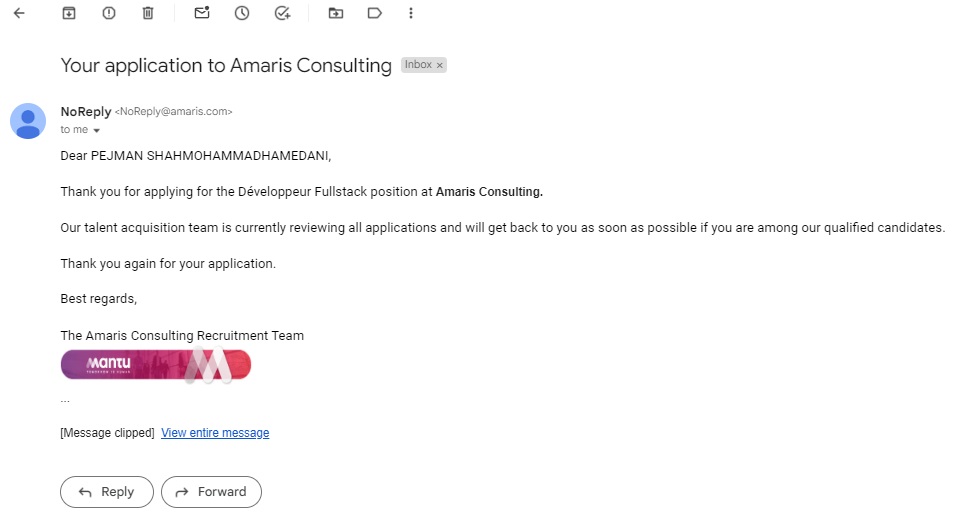 Your application to Amaris Consulting Inbox ×
NoReply <NoReply@amaris.com>
to me
Dear PEJMAN SHAHMOHAMMADHAMEDANI,
Thank you for applying for the Développeur Fullstack position at Amaris Consulting.
Our talent acquisition team is currently reviewing all applications and will get back to you as soon as possible if you are among our qualified candidates.
Thank you again for your application.
Best regards,
The Amaris Consulting Recruitment Team
mantu
...
[Message clipped] View entire message
Reply Forward